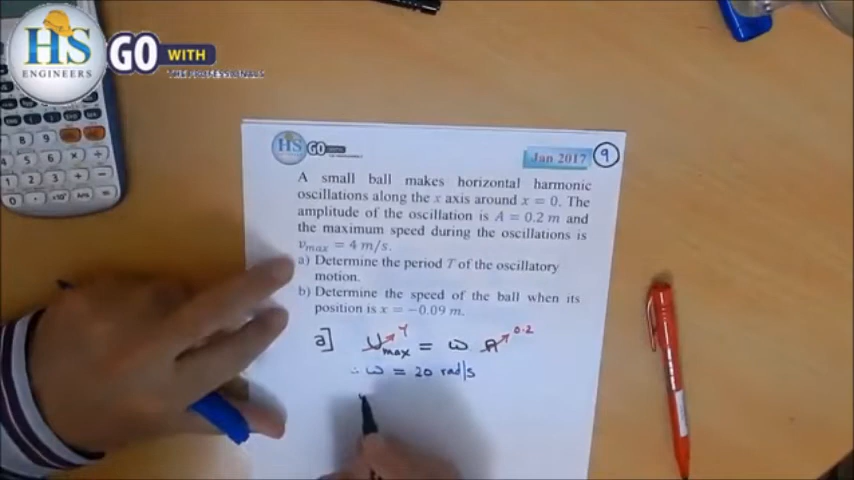 HS
ENGINEERS
GO WITH
THE PROFESSIONALS
HS GO
Jan 2017
9
A small ball makes horizontal harmonic
oscillations along the x axis around x = 0. The
amplitude of the oscillation is A = 0.2 m and
the maximum speed during the oscillations is
vmax = 4 m/s.
a) Determine the period T of the oscillatory
motion.
b) Determine the speed of the ball when its
position is x = −0.09 m.
a] Umax = ω A
4
0.2
∴ ω = 20 rad/s